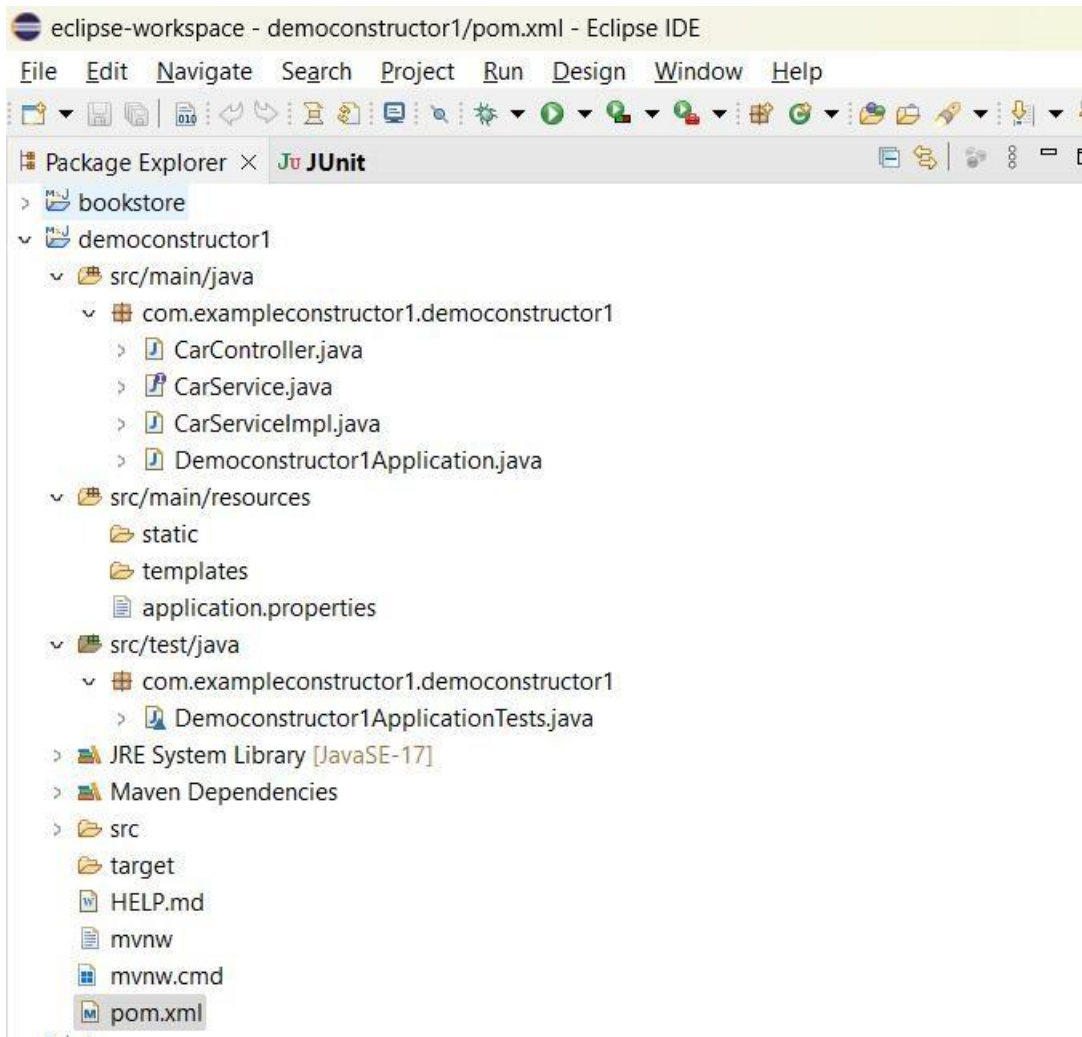 eclipse-workspace - democonstructor1/pom.xml - Eclipse IDE
File Edit Navigate Search Project Run Design Window Help
Package Explorer JUnit
bookstore
democonstructor1
src/main/java
com.exampleconstructor1.democonstructor1
CarController.java
CarService.java
CarServiceImpl.java
Democonstructor1Application.java
src/main/resources
static
templates
application.properties
src/test/java
com.exampleconstructor1.democonstructor1
Democonstructor1ApplicationTests.java
JRE System Library [JavaSE-17]
Maven Dependencies
src
target
HELP.md
mvnw
mvnw.cmd
pom.xml